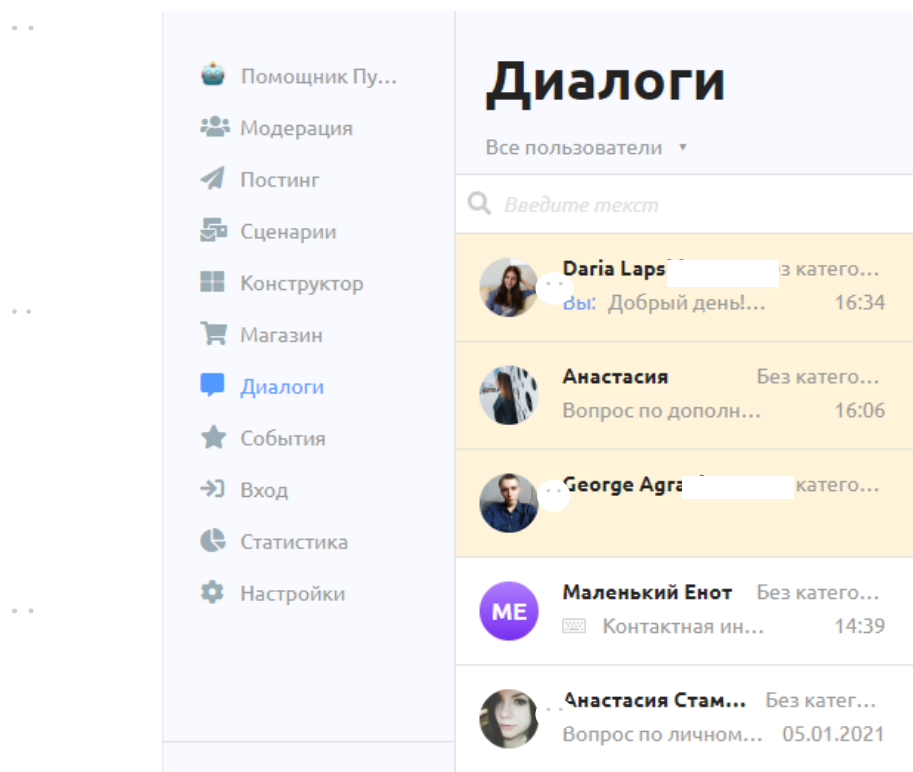 Помощник Пу...
Модерация
Постинг
Сценарии
Конструктор
Магазин
Диалоги
События
Вход
Статистика
Настройки
Диалоги
Все пользователи
Введите текст
Daria Laps катего...
Вы: Добрый день!... 16:34
Анастасия Без катего...
Вопрос по дополн... 16:06
George Agra катего...
ME
Маленький Енот Без катего...
Контактная ин... 14:39
Анастасия Стам... Без катег...
Вопрос по личном... 05.01.2021